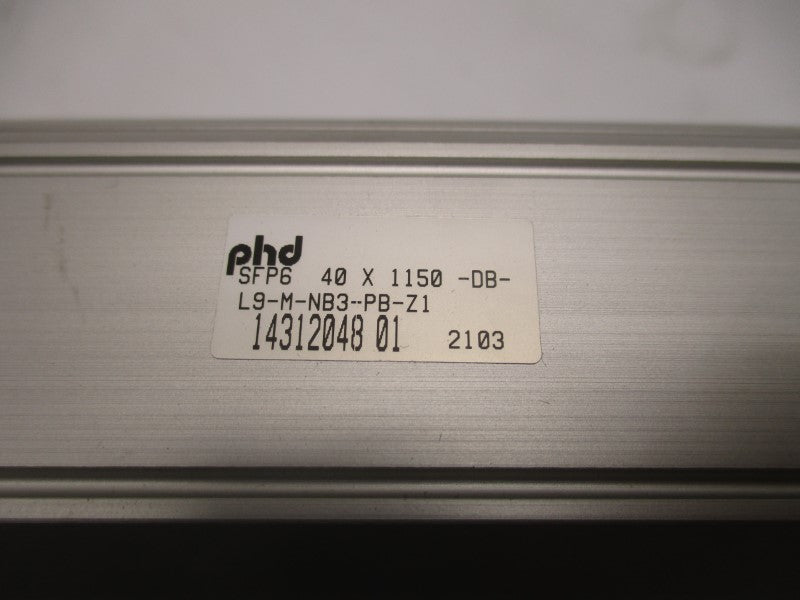 phd
SFP6 40 X 1150 -DB-
L9-M-NB3--PB-Z1
14312048 01 2103